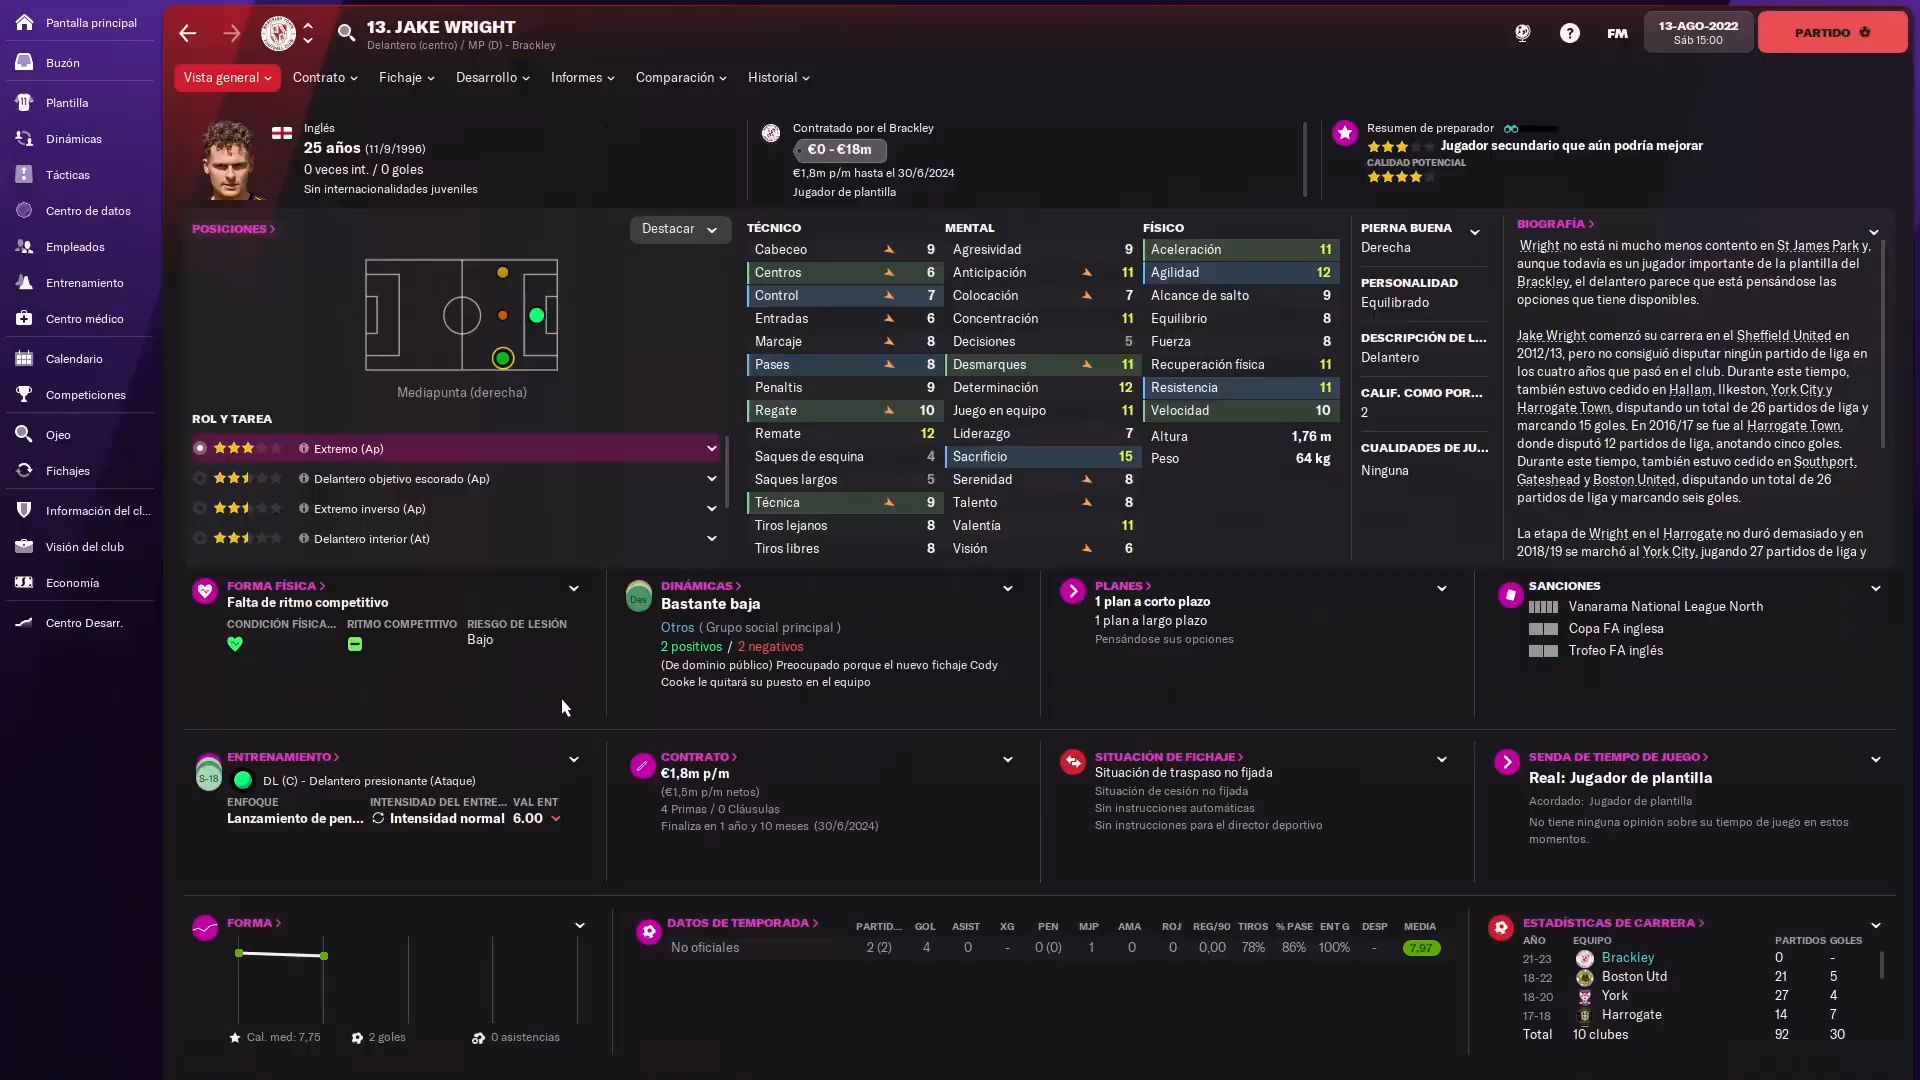 Pantalla principal
Buzón
Plantilla
Dinámicas
Tácticas
Centro de datos
Empleados
Entrenamiento
Centro médico
Calendario
Competiciones
Ojeo
Fichajes
Información del cl...
Visión del club
Economía
Centro Desarr.
13. JAKE WRIGHT
Delantero (centro) / MP (D) - Brackley
FM
13-AGO-2022
Sáb 15:00
PARTIDO
Vista general Contrato Fichaje Desarrollo Informes Comparación Historial
Inglés
25 años (11/9/1996)
0 veces int. / 0 goles
Sin internacionalidades juveniles
Contratado por el Brackley
€0 - €18m
€1,8m p/m hasta el 30/6/2024
Jugador de plantilla
Resumen de preparador
Jugador secundario que aún podría mejorar
CALIDAD POTENCIAL
POSICIONES
Destacar
Mediapunta (derecha)
ROL Y TAREA
Extremo (Ap)
Delantero objetivo escorado (Ap)
Extremo inverso (Ap)
Delantero interior (At)
TÉCNICO
Cabeceo 9
Centros 6
Control 7
Entradas 6
Marcaje 8
Pases 8
Penaltis 9
Regate 10
Remate 12
Saques de esquina 4
Saques largos 5
Técnica 9
Tiros lejanos 8
Tiros libres 8
MENTAL
Agresividad 9
Anticipación 11
Colocación 7
Concentración 11
Decisiones 5
Desmarques 11
Determinación 12
Juego en equipo 11
Liderazgo 7
Sacrificio 15
Serenidad 8
Talento 8
Valentía 11
Visión 6
FÍSICO
Aceleración 11
Agilidad 12
Alcance de salto 9
Equilibrio 8
Fuerza 8
Recuperación física 11
Resistencia 11
Velocidad 10
Altura 1,76 m
Peso 64 kg
PIERNA BUENA
Derecha
PERSONALIDAD
Equilibrado
DESCRIPCIÓN DE L...
Delantero
CALIF. COMO POR...
2
CUALIDADES DE JU...
Ninguna
BIOGRAFÍA
Wright no está ni mucho menos contento en St James Park y,
aunque todavía es un jugador importante de la plantilla del
Brackley, el delantero parece que está pensándose las
opciones que tiene disponibles.
Jake Wright comenzó su carrera en el Sheffield United en
2012/13, pero no consiguió disputar ningún partido de liga en
los cuatro años que pasó en el club. Durante este tiempo,
también estuvo cedido en Hallam, Ilkeston, York City y
Harrogate Town, disputando un total de 26 partidos de liga y
marcando 15 goles. En 2016/17 se fue al Harrogate Town,
donde disputó 12 partidos de liga, anotando cinco goles.
Durante este tiempo, también estuvo cedido en Southport,
Gateshead y Boston United, disputando un total de 26
partidos de liga y marcando seis goles.
La etapa de Wright en el Harrogate no duró demasiado y en
2018/19 se marchó al York City, jugando 27 partidos de liga y
FORMA FÍSICA
Falta de ritmo competitivo
CONDICIÓN FÍSICA... RITMO COMPETITIVO RIESGO DE LESIÓN
Bajo
Des
DINÁMICAS
Bastante baja
Otros ( Grupo social principal )
2 positivos / 2 negativos
(De dominio público) Preocupado porque el nuevo fichaje Cody
Cooke le quitará su puesto en el equipo
PLANES
1 plan a corto plazo
1 plan a largo plazo
Pensándose sus opciones
SANCIONES
Vanarama National League North
Copa FA inglesa
Trofeo FA inglés
S-18
ENTRENAMIENTO
DL (C) - Delantero presionante (Ataque)
ENFOQUE INTENSIDAD DEL ENTRE... VAL ENT
Lanzamiento de pen... Intensidad normal 6.00
CONTRATO
€1,8m p/m
(€1,5m p/m netos)
4 Primas / 0 Cláusulas
Finaliza en 1 año y 10 meses (30/6/2024)
SITUACIÓN DE FICHAJE
Situación de traspaso no fijada
Situación de cesión no fijada
Sin instrucciones automáticas
Sin instrucciones para el director deportivo
SENDA DE TIEMPO DE JUEGO
Real: Jugador de plantilla
Acordado: Jugador de plantilla
No tiene ninguna opinión sobre su tiempo de juego en estos
momentos.
FORMA
Cal. med: 7,75 2 goles 0 asistencias
DATOS DE TEMPORADA PARTID... GOL ASIST XG PEN MJP AMA ROJ REG/90 TIROS % PASE ENT G DESP MEDIA
No oficiales 2 (2) 4 0 - 0 (0) 1 0 0 0,00 78% 86% 100% - 7,97
ESTADÍSTICAS DE CARRERA
AÑO EQUIPO PARTIDOS GOLES
21-23 Brackley 0 -
18-22 Boston Utd 21 5
18-20 York 27 4
17-18 Harrogate 14 7
Total 10 clubes 92 30